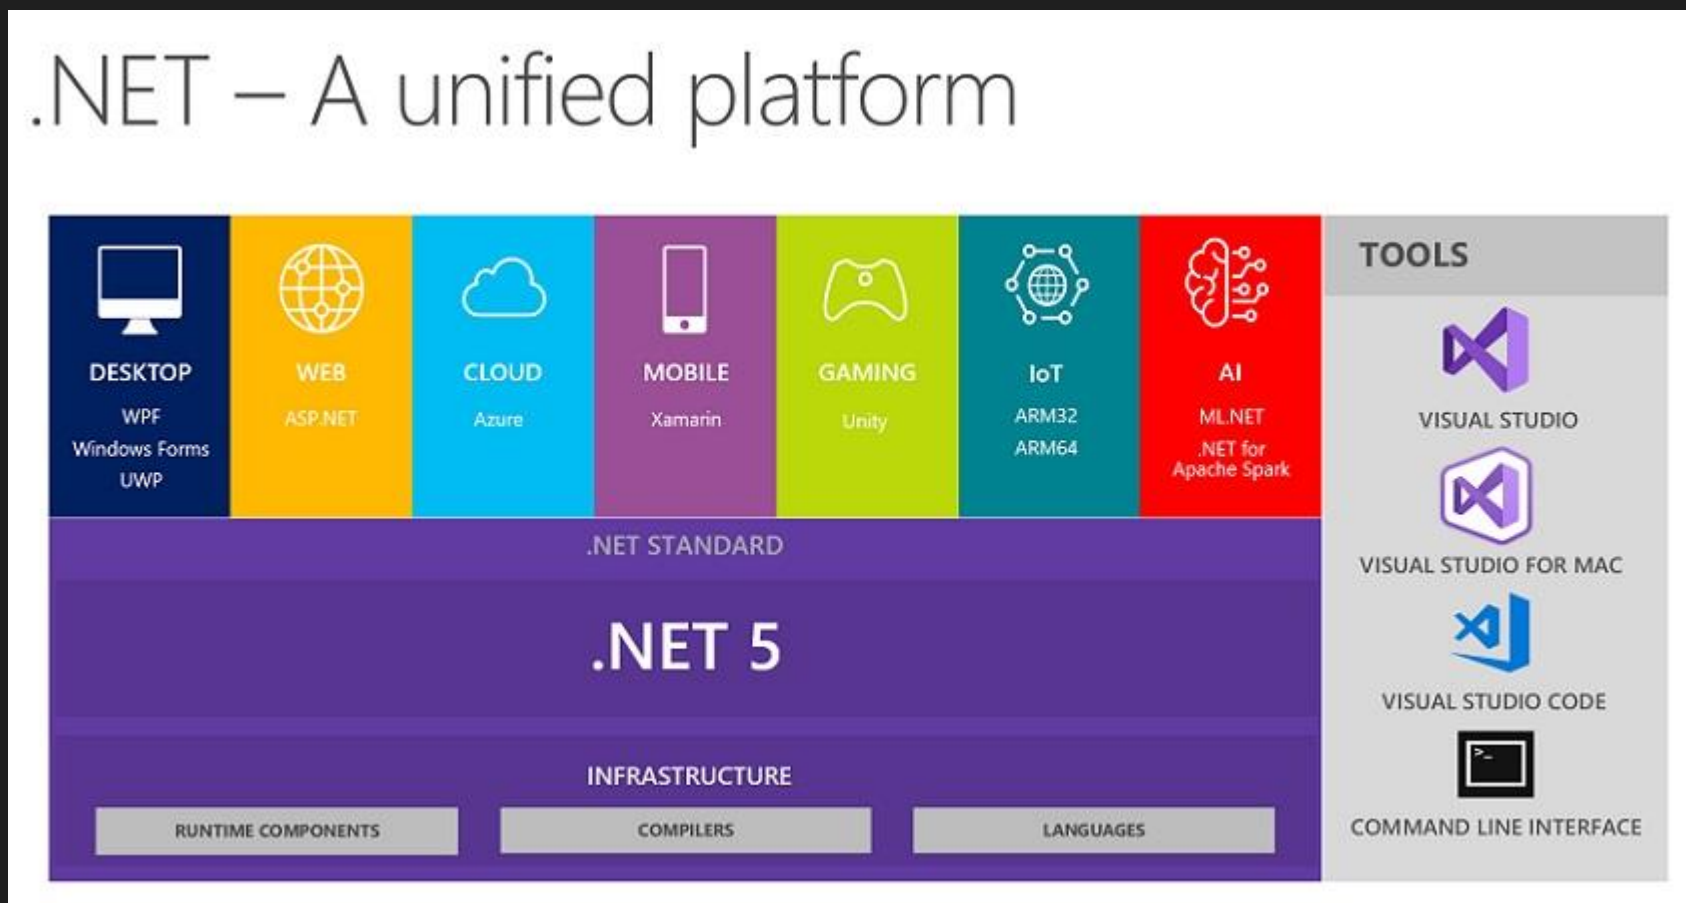 .NET – A unified platform
DESKTOP
WPF
Windows Forms
UWP
WEB
ASP.NET
CLOUD
Azure
MOBILE
Xamarin
GAMING
Unity
IoT
ARM32
ARM64
AI
ML.NET
.NET for
Apache Spark
.NET STANDARD
.NET 5
INFRASTRUCTURE
RUNTIME COMPONENTS
COMPILERS
LANGUAGES
TOOLS
VISUAL STUDIO
VISUAL STUDIO FOR MAC
VISUAL STUDIO CODE
>_
COMMAND LINE INTERFACE